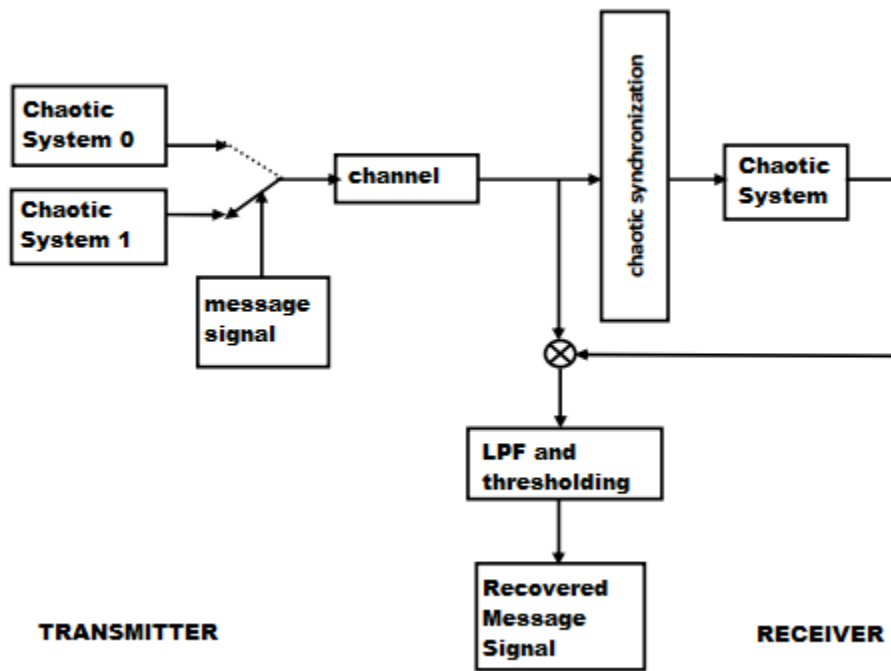 Chaotic
System 0
Chaotic
System 1
message
signal
channel
chaotic synchronization
Chaotic
System
LPF and
thresholding
Recovered
Message
Signal
TRANSMITTER
RECEIVER